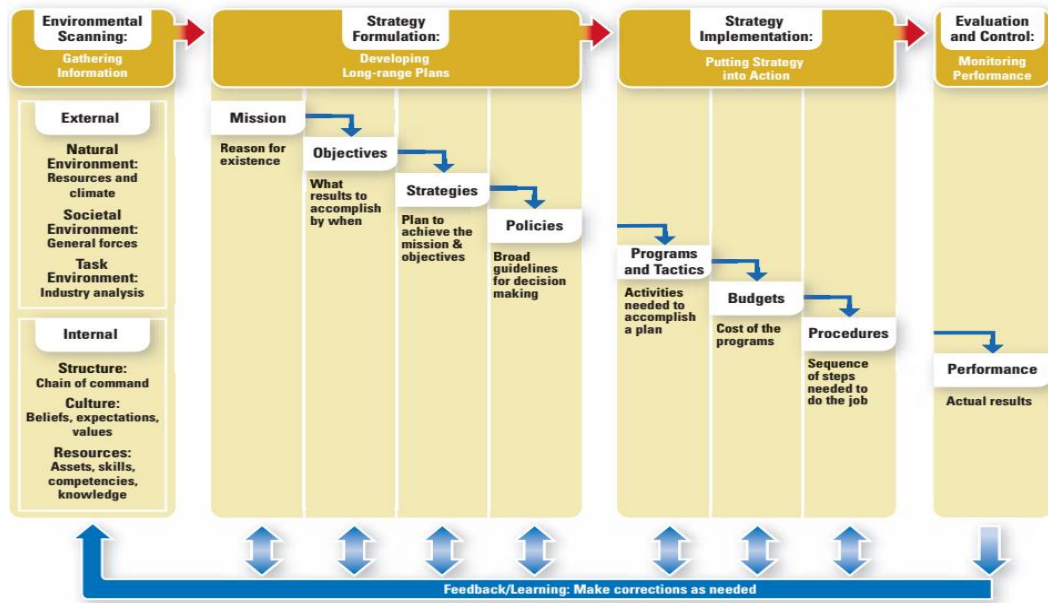 Environmental
Scanning:
Gathering
Information
External
Natural
Environment:
Resources and
climate
Societal
Environment:
General forces
Task
Environment:
Industry analysis
Internal
Structure:
Chain of command
Culture:
Beliefs, expectations,
values
Resources:
Assets, skills,
competencies,
knowledge
Strategy
Formulation:
Developing
Long-range Plans
Mission
Reason for
existence
Objectives
What
results to
accomplish
by when
Strategies
Plan to
achieve the
mission &
objectives
Policies
Broad
guidelines
for decision
making
Strategy
Implementation:
Putting Strategy
into Action
Programs
and Tactics
Activities
needed to
accomplish
a plan
Budgets
Cost of the
programs
Procedures
Sequence
of steps
needed to
do the job
Evaluation
and Control:
Monitoring
Performance
Performance
Actual results
Feedback/Learning: Make corrections as needed